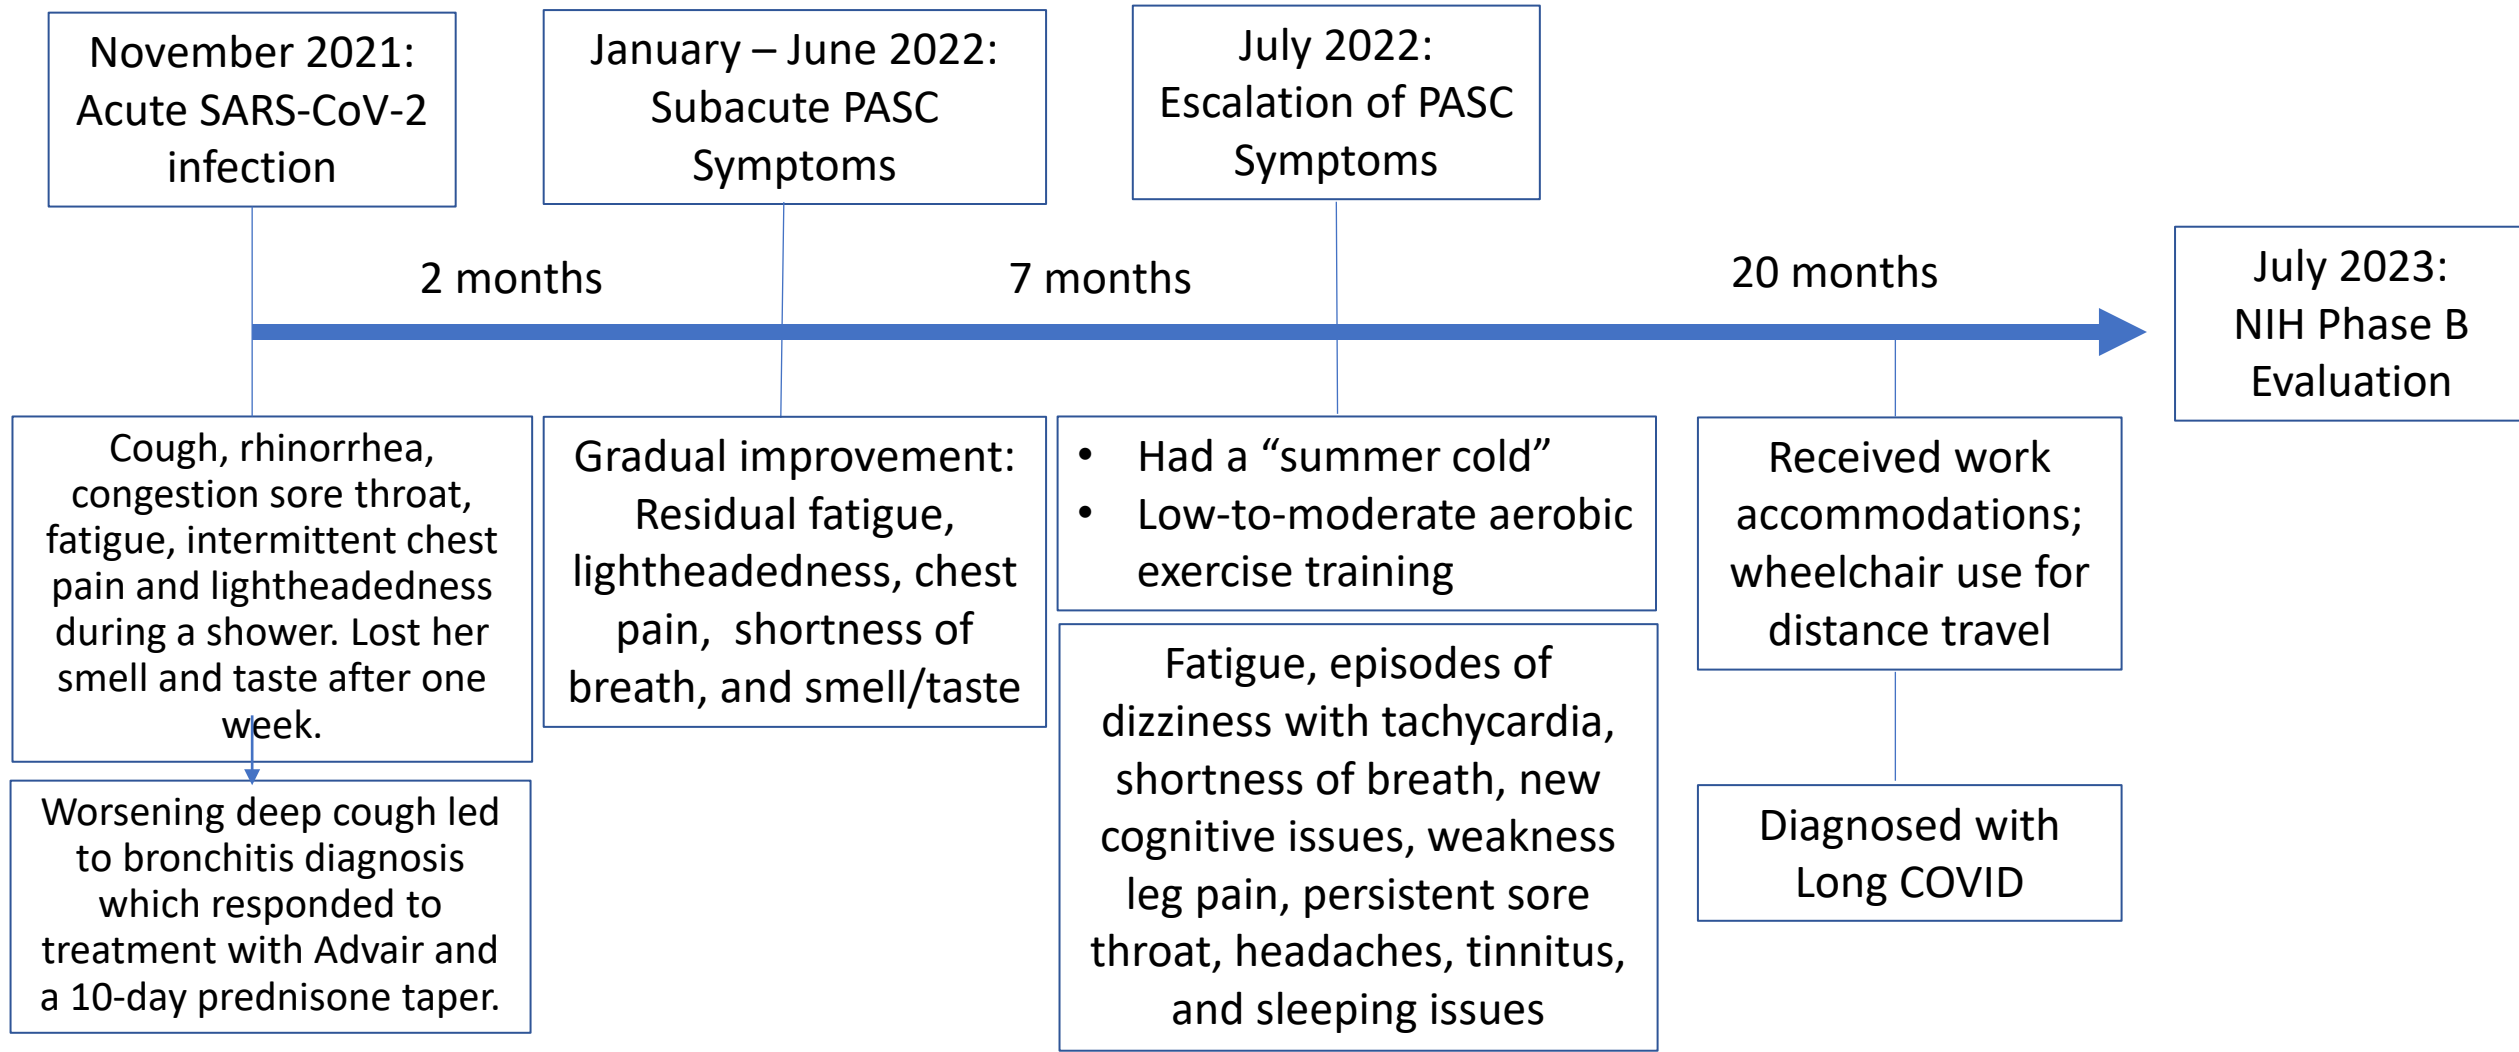 November 2021:
Acute SARS-CoV-2
infection
January – June 2022:
Subacute PASC
Symptoms
July 2022:
Escalation of PASC
Symptoms
2 months
7 months
20 months
July 2023:
NIH Phase B
Evaluation
Cough, rhinorrhea,
congestion sore throat,
fatigue, intermittent chest
pain and lightheadedness
during a shower. Lost her
smell and taste after one
week.
Worsening deep cough led
to bronchitis diagnosis
which responded to
treatment with Advair and
a 10-day prednisone taper.
Gradual improvement:
Residual fatigue,
lightheadedness, chest
pain, shortness of
breath, and smell/taste
• Had a “summer cold”
• Low-to-moderate aerobic
exercise training
Fatigue, episodes of
dizziness with tachycardia,
shortness of breath, new
cognitive issues, weakness
leg pain, persistent sore
throat, headaches, tinnitus,
and sleeping issues
Received work
accommodations;
wheelchair use for
distance travel
Diagnosed with
Long COVID